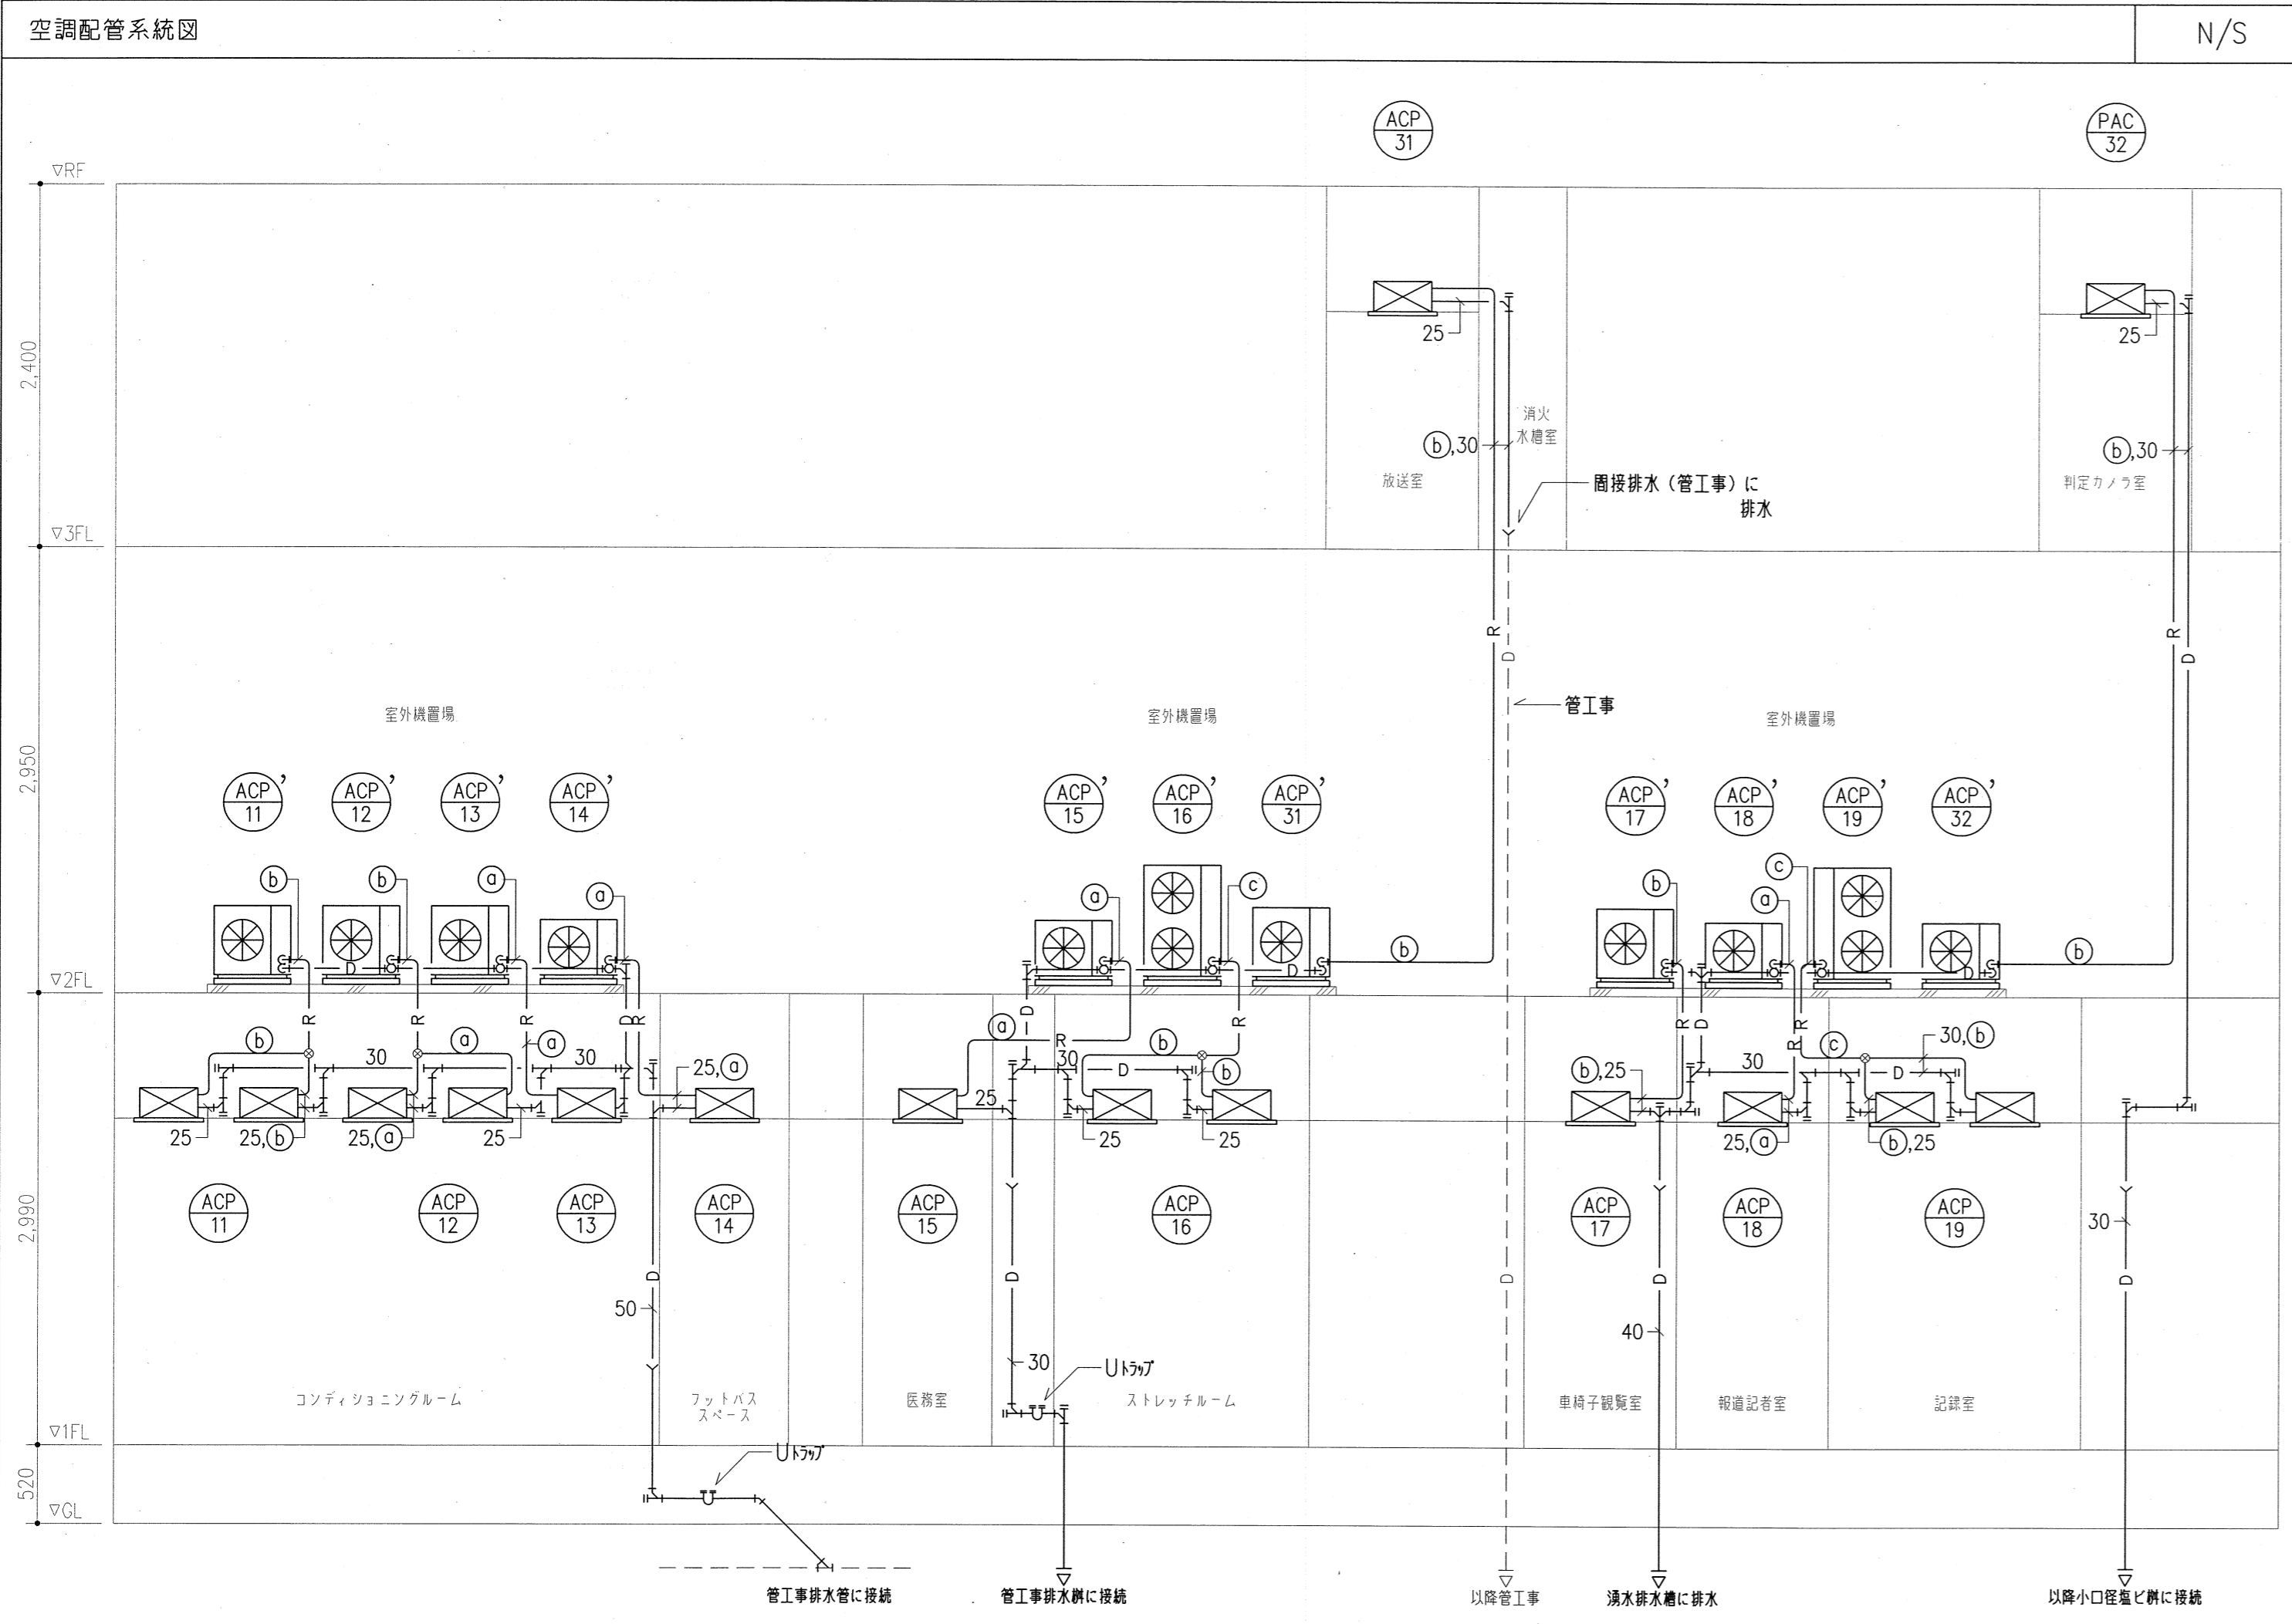 空調配管系統図
N/S
ACP
31
PAC
32
▽RF
2,400
25
25
消火
水槽室
ⓑ,30
ⓑ,30
放送室
間接排水（管工事）に
排水
判定カメラ室
▽3FL
R
D
R
D
管工事
2,950
室外機置場
室外機置場
室外機置場
ACP'
11
ACP'
12
ACP'
13
ACP'
14
ACP'
15
ACP'
16
ACP'
31
ACP'
17
ACP'
18
ACP'
19
ACP'
32
ⓑ
ⓑ
ⓐ
ⓐ
ⓐ
ⓒ
ⓑ
ⓐ
ⓒ
ⓑ
ⓑ
D
D
D
▽2FL
R
R
R
D
R
D
R
R
D
R
ⓑ
30
ⓐ
ⓐ
30
25,ⓐ
ⓐ
R
30
D
ⓑ
ⓑ
25
R
30
ⓒ
D
30,ⓑ
ⓑ,25
25
25,ⓑ
25,ⓐ
25
25
25
25,ⓐ
ⓑ,25
2,990
ACP
11
ACP
12
ACP
13
ACP
14
ACP
15
ACP
16
ACP
17
ACP
18
ACP
19
30
D
D
D
D
D
50
40
30
Uトラップ
コンディショニングルーム
フットバス
スペース
医務室
ストレッチルーム
車椅子観覧室
報道記者室
記録室
▽1FL
Uトラップ
520
▽GL
管工事排水管に接続
管工事排水桝に接続
以降管工事
湧水排水槽に排水
以降小口径塩ビ桝に接続